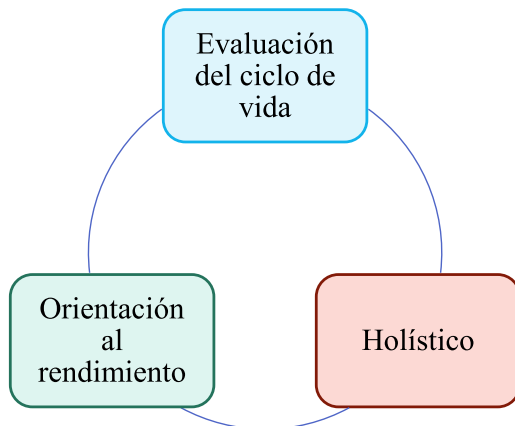 Evaluación
del ciclo de
vida
Orientación
al
rendimiento
Holístico